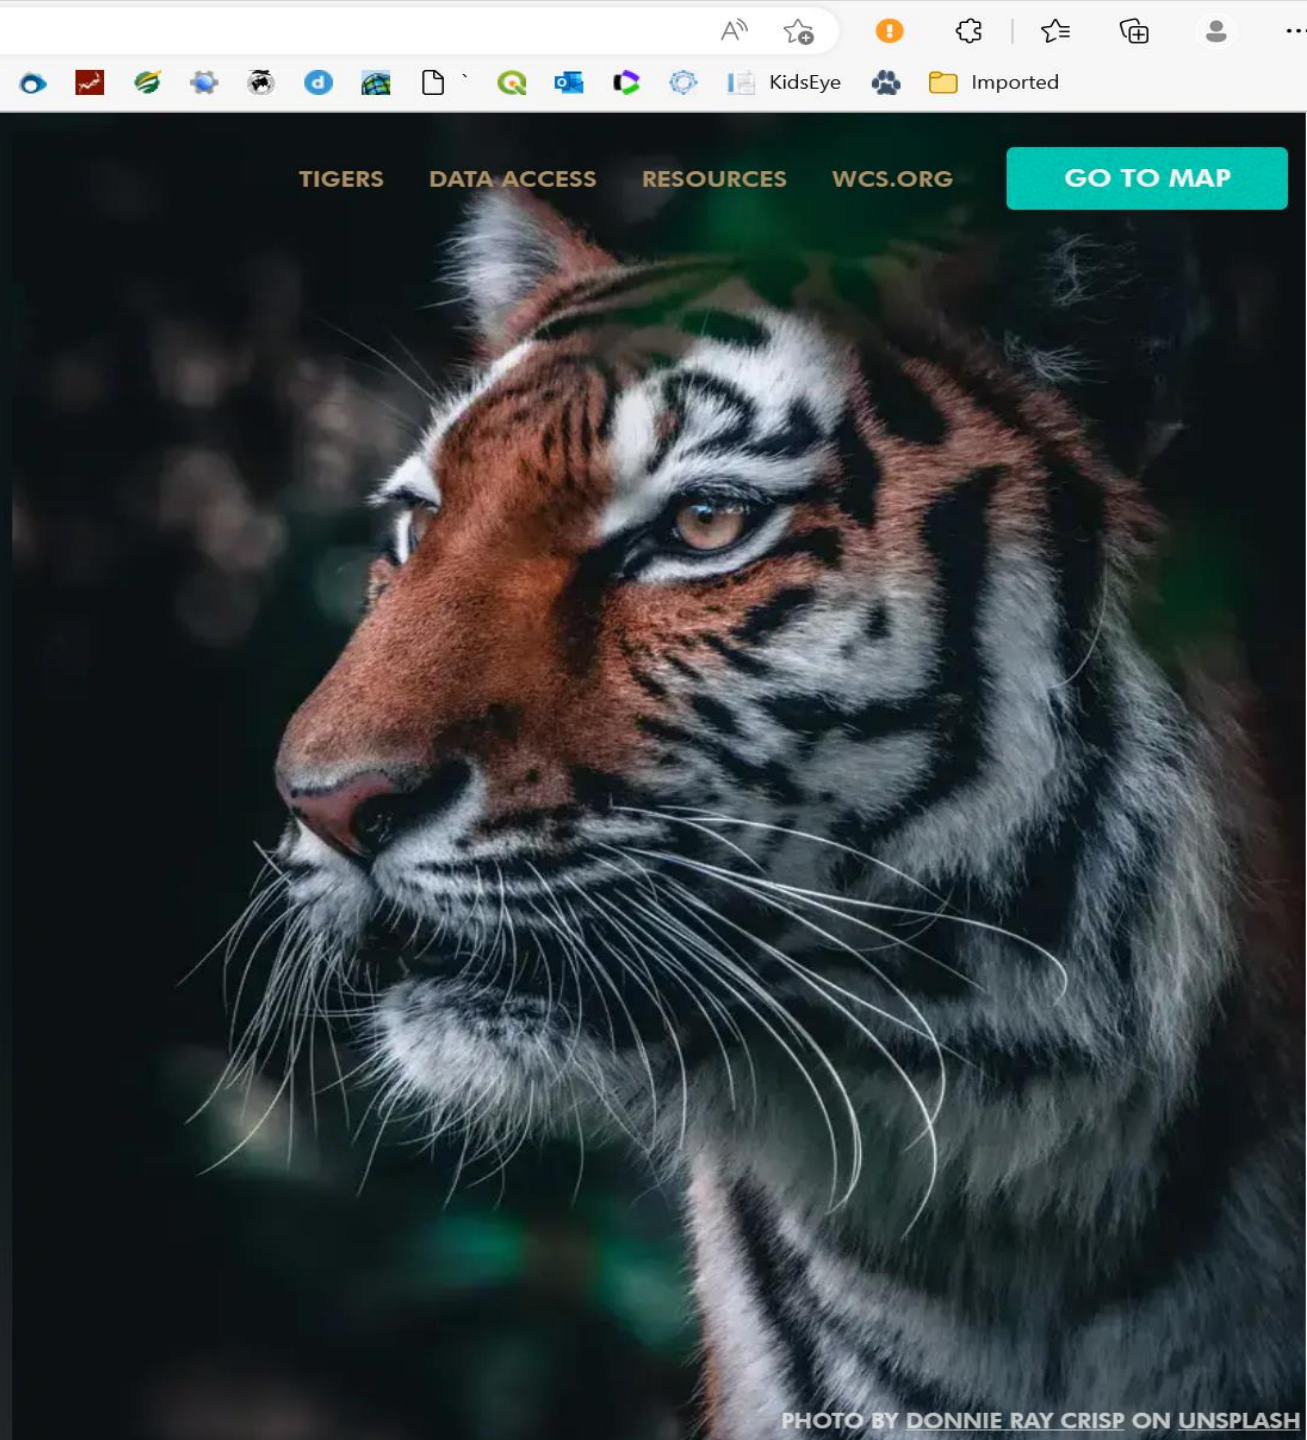 KidsEye Imported
TIGERS DATA ACCESS RESOURCES WCS.ORG GO TO MAP
PHOTO BY DONNIE RAY CRISP ON UNSPLASH